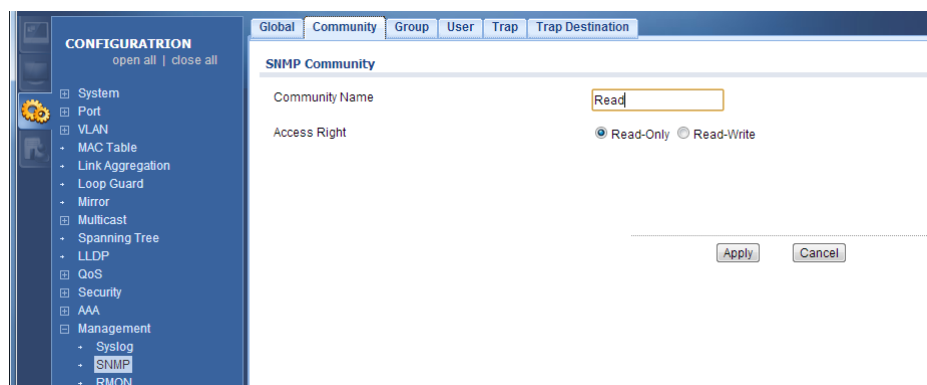 Global Community Group User Trap Trap Destination
CONFIGURATRION
open all | close all
System
Port
VLAN
MAC Table
Link Aggregation
Loop Guard
Mirror
Multicast
Spanning Tree
LLDP
QoS
Security
AAA
Management
Syslog
SNMP
RMON
SNMP Community
Community Name Read
Access Right Read-Only Read-Write
Apply Cancel